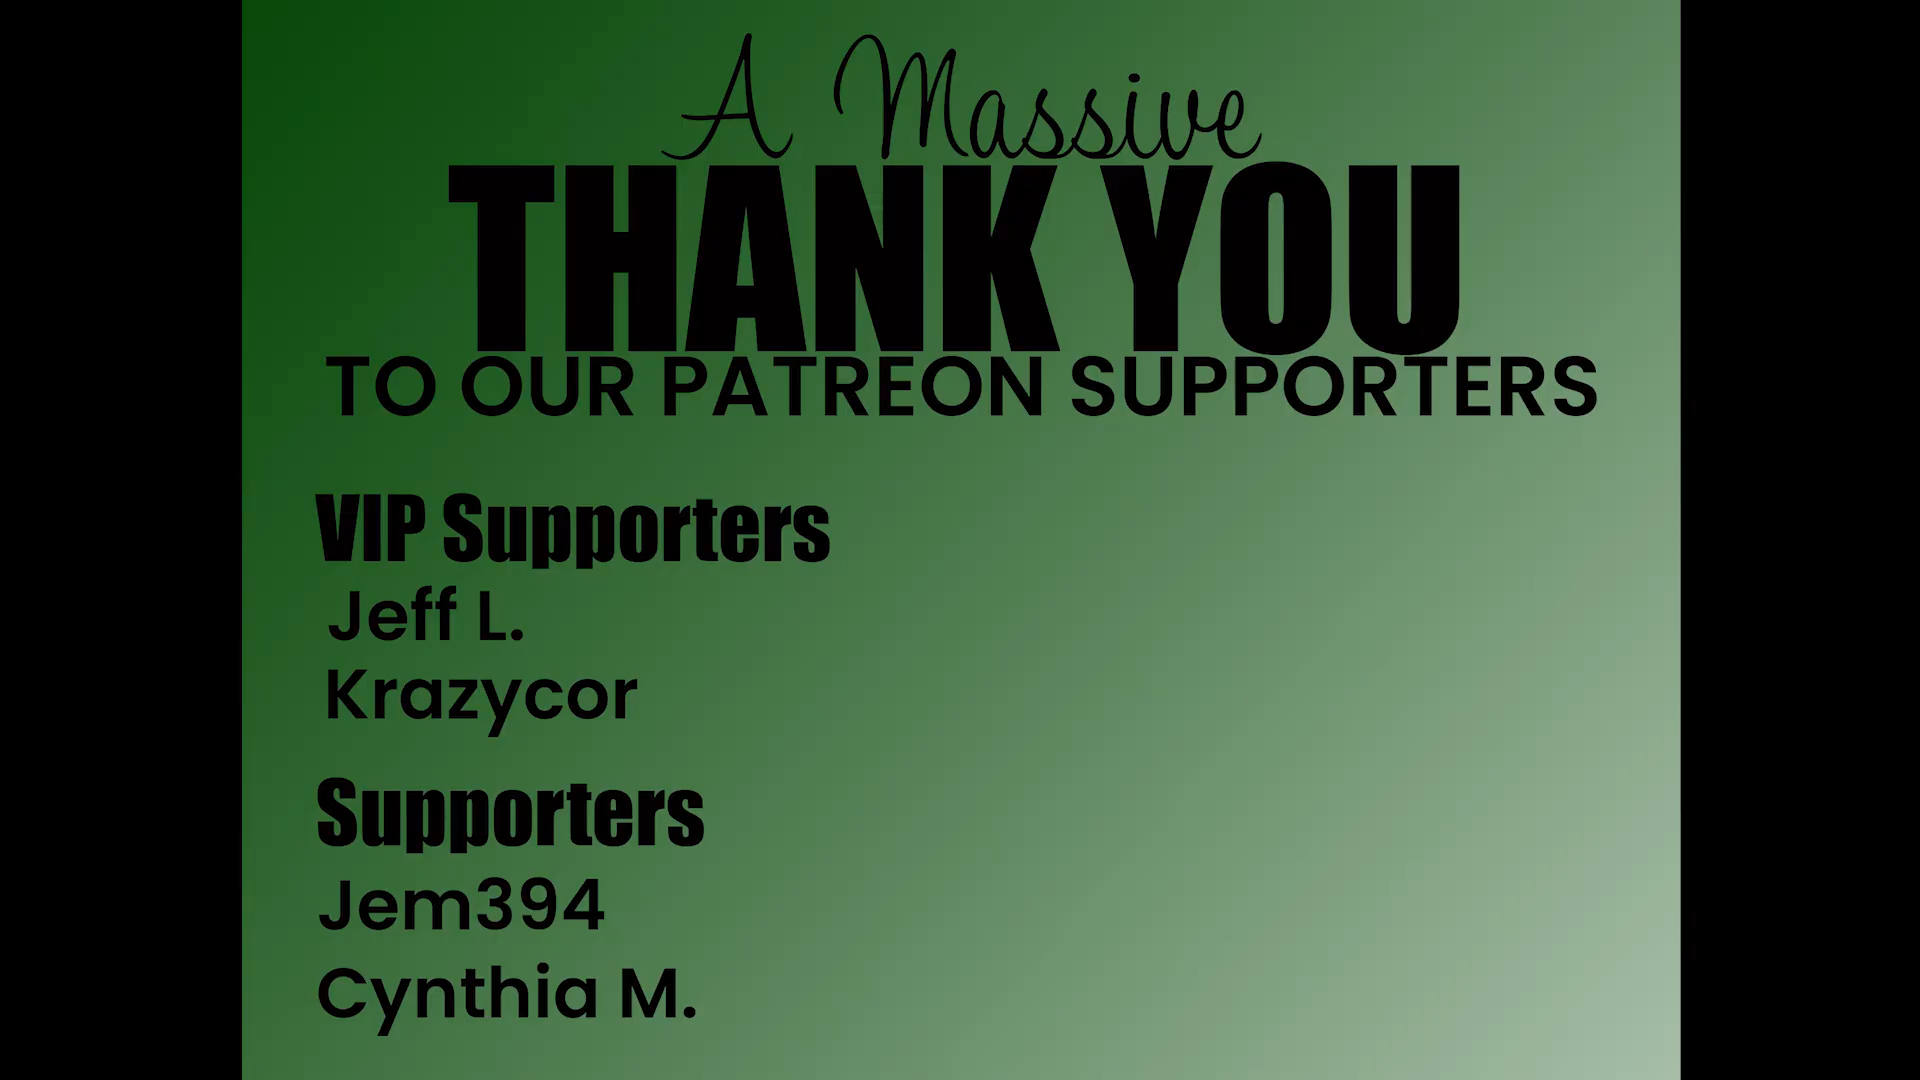 A Massive
THANK YOU
TO OUR PATREON SUPPORTERS
VIP Supporters
Jeff L.
Krazycor
Supporters
Jem394
Cynthia M.